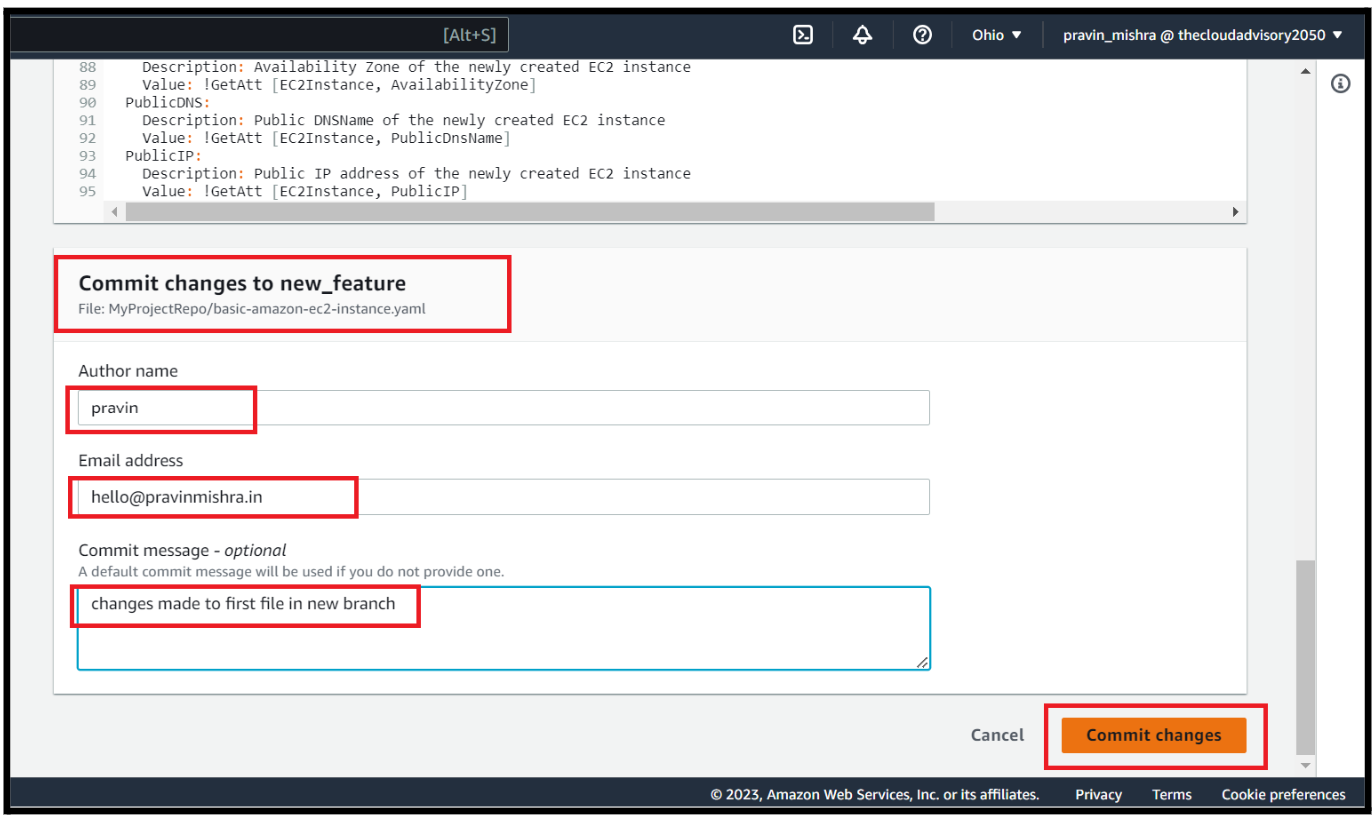 [Alt+S] Ohio ▼ pravin_mishra @ thecloudadvisory2050 ▼
88 Description: Availability Zone of the newly created EC2 instance
89 Value: !GetAtt [EC2Instance, AvailabilityZone]
90 PublicDNS:
91 Description: Public DNSName of the newly created EC2 instance
92 Value: !GetAtt [EC2Instance, PublicDnsName]
93 PublicIP:
94 Description: Public IP address of the newly created EC2 instance
95 Value: !GetAtt [EC2Instance, PublicIP]
Commit changes to new_feature
File: MyProjectRepo/basic-amazon-ec2-instance.yaml
Author name
pravin
Email address
hello@pravinmishra.in
Commit message - optional
A default commit message will be used if you do not provide one.
changes made to first file in new branch
Cancel Commit changes
© 2023, Amazon Web Services, Inc. or its affiliates. Privacy Terms Cookie preferences